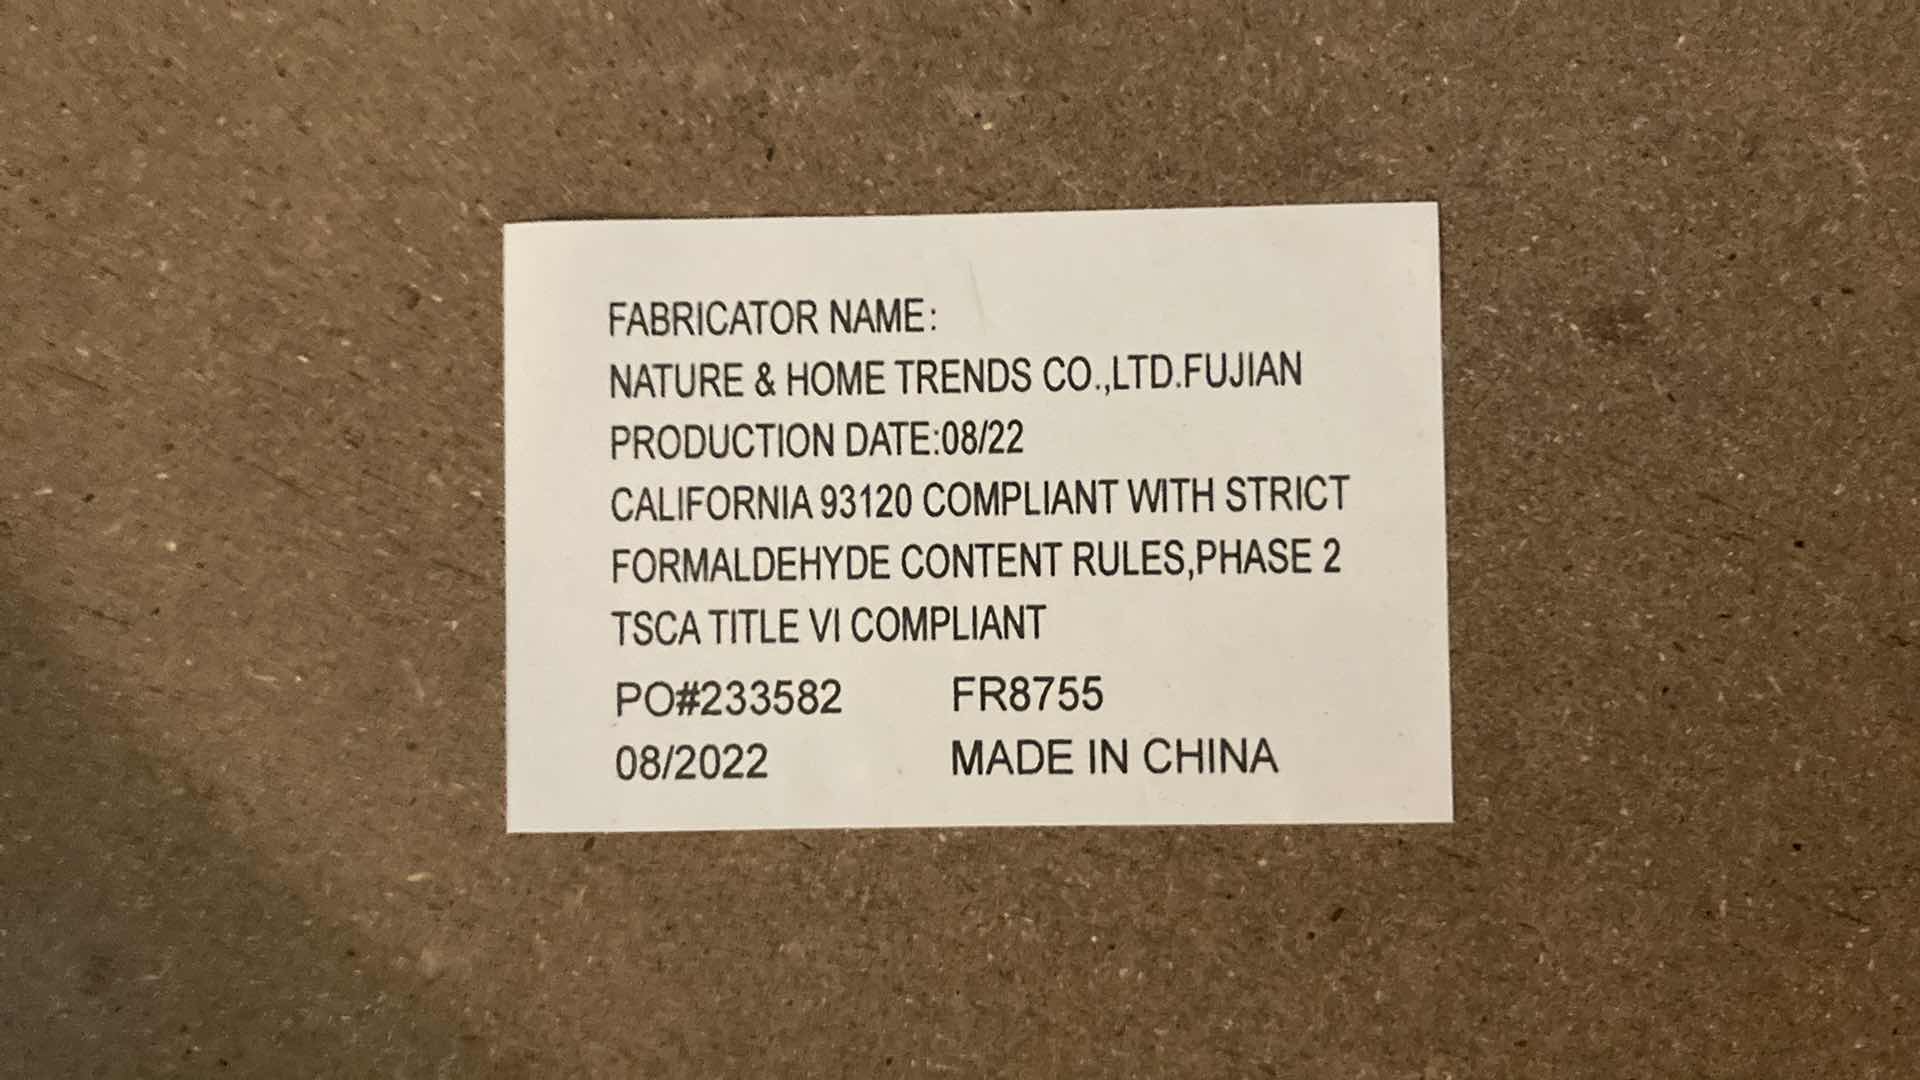 FABRICATOR NAME:
NATURE & HOME TRENDS CO.,LTD.FUJIAN
PRODUCTION DATE:08/22
CALIFORNIA 93120 COMPLIANT WITH STRICT
FORMALDEHYDE CONTENT RULES,PHASE 2
TSCA TITLE VI COMPLIANT
PO#233582 FR8755
08/2022 MADE IN CHINA